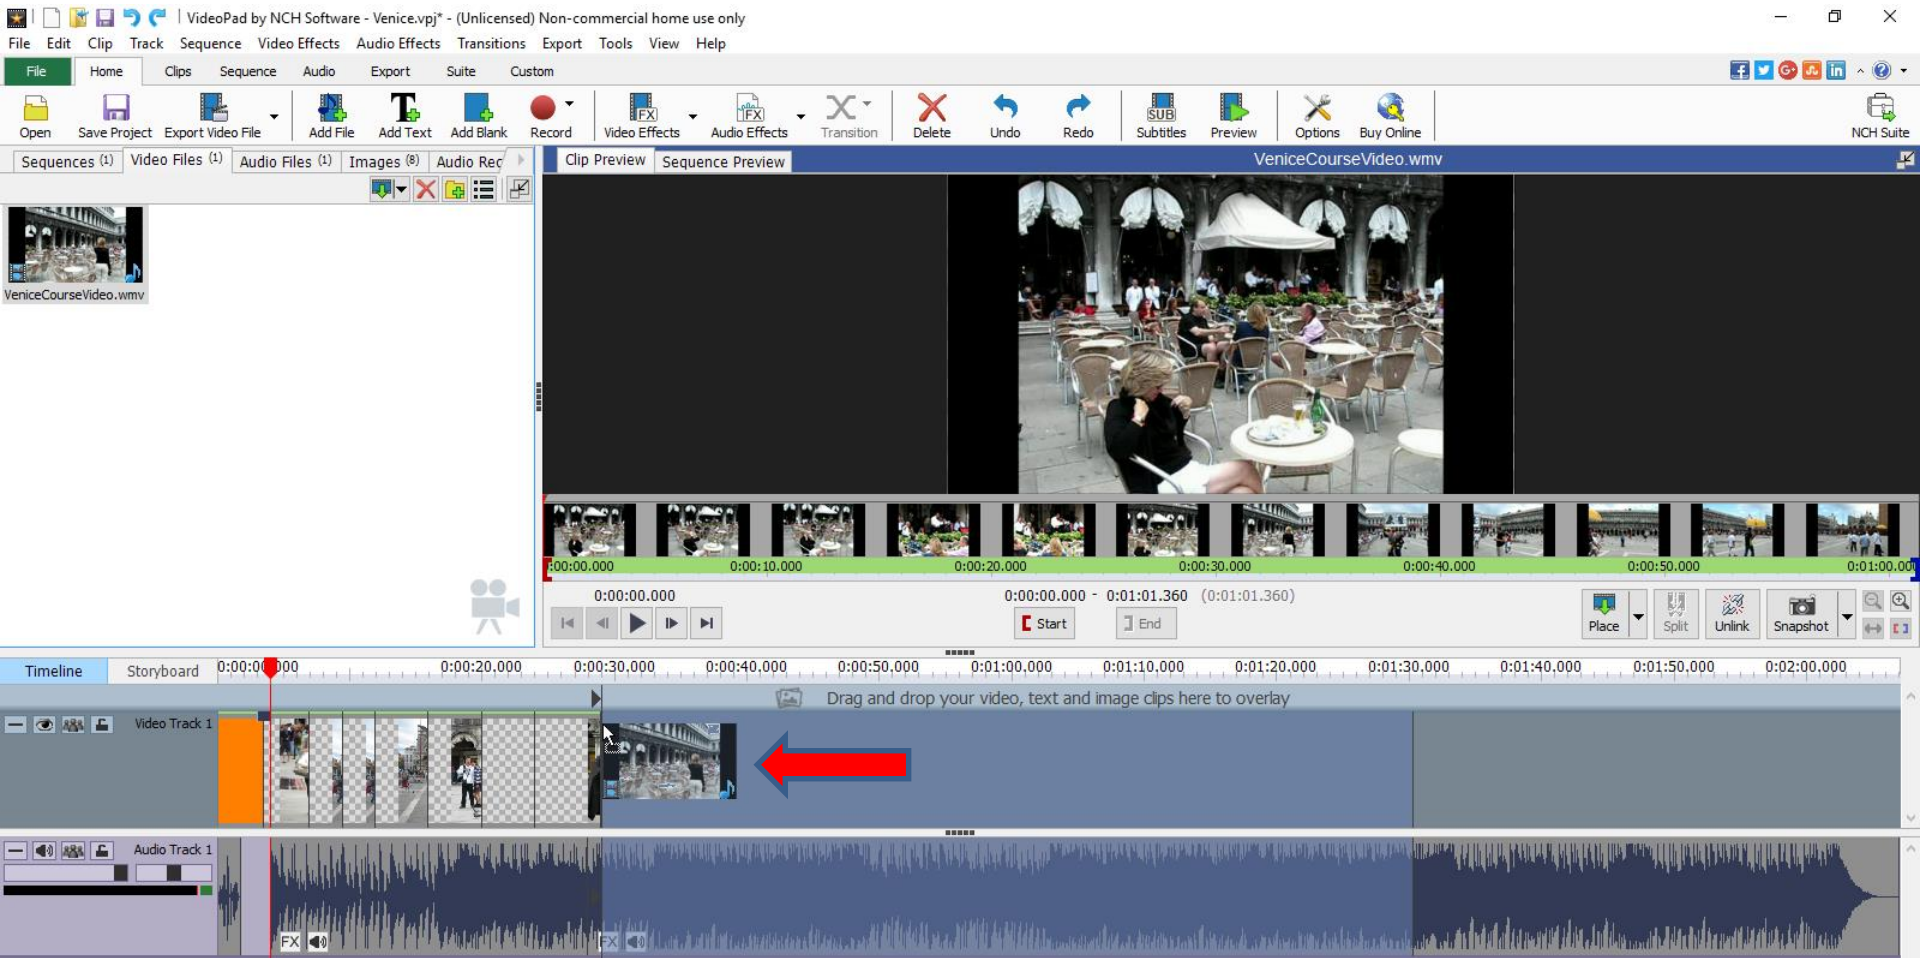 VideoPad by NCH Software - Venice.vpj* - (Unlicensed) Non-commercial home use only
File Edit Clip Track Sequence Video Effects Audio Effects Transitions Export Tools View Help
File Home Clips Sequence Audio Export Suite Custom
Open Save Project Export Video File Add File Add Text Add Blank Record Video Effects Audio Effects Transition Delete Undo Redo Subtitles Preview Options Buy Online NCH Suite
Sequences (1) Video Files (1) Audio Files (1) Images (8) Audio Rec
Clip Preview Sequence Preview VeniceCourseVideo.wmv
VeniceCourseVideo.wmv
:00:00.000 0:00:10.000 0:00:20.000 0:00:30.000 0:00:40.000 0:00:50.000 0:01:00.00
0:00:00.000 0:00:00.000 - 0:01:01.360 (0:01:01.360)
Start End Place Split Unlink Snapshot
Timeline Storyboard 0:00:00 000 0:00:20.000 0:00:30.000 0:00:40.000 0:00:50.000 0:01:00.000 0:01:10.000 0:01:20.000 0:01:30.000 0:01:40.000 0:01:50.000 0:02:00.000
Drag and drop your video, text and image clips here to overlay
Video Track 1
Audio Track 1
FX FX